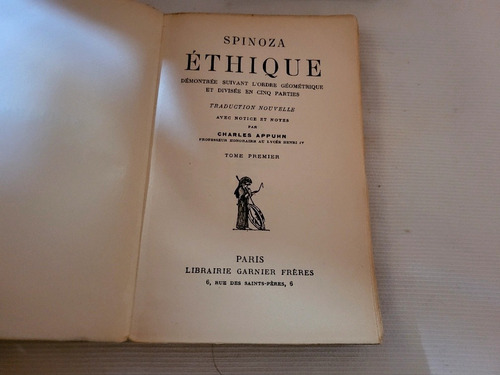 SPINOZA
ÉTHIQUE
DÉMONTRÉE SUIVANT L'ORDRE GÉOMÉTRIQUE
ET DIVISÉE EN CINQ PARTIES
TRADUCTION NOUVELLE
AVEC NOTICE ET NOTES
PAR
CHARLES APPUHN
PROFESSEUR HONORAIRE AU LYCÉE HENRI IV
TOME PREMIER
PARIS
LIBRAIRIE GARNIER FRÈRES
6, RUE DES SAINTS-PÈRES, 6